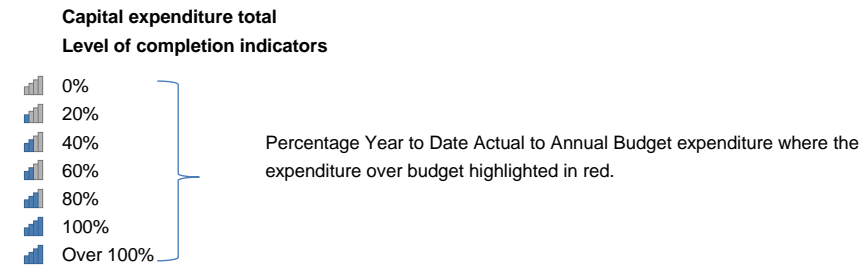 Capital expenditure total
Level of completion indicators
0%
20%
40%
60%
80%
100%
Over 100%
Percentage Year to Date Actual to Annual Budget expenditure where the
expenditure over budget highlighted in red.